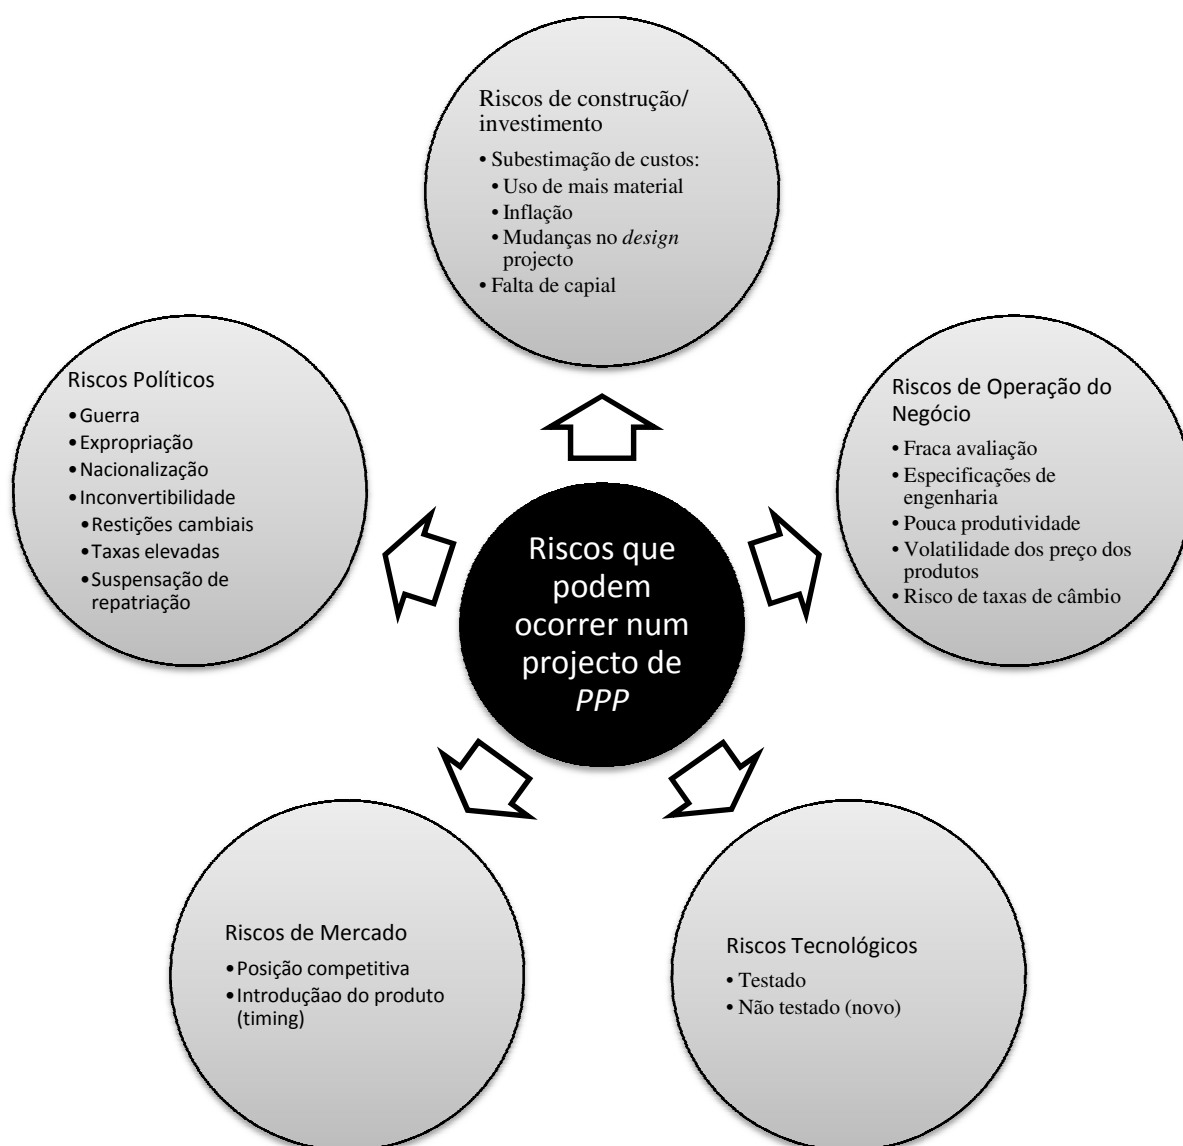 Riscos de construção/
investimento
• Subestimação de custos:
• Uso de mais material
• Inflação
• Mudanças no design
projecto
• Falta de capial
Riscos de Operação do
Negócio
• Fraca avaliação
• Especificações de
engenharia
• Pouca produtividade
• Volatilidade dos preço dos
produtos
• Risco de taxas de câmbio
Riscos Tecnológicos
• Testado
• Não testado (novo)
Riscos de Mercado
• Posição competitiva
• Introduçãao do produto
(timing)
Riscos Políticos
• Guerra
• Expropriação
• Nacionalização
• Inconvertibilidade
• Restições cambiais
• Taxas elevadas
• Suspensação de
repatriação
Riscos que
podem
ocorrer num
projecto de
PPP